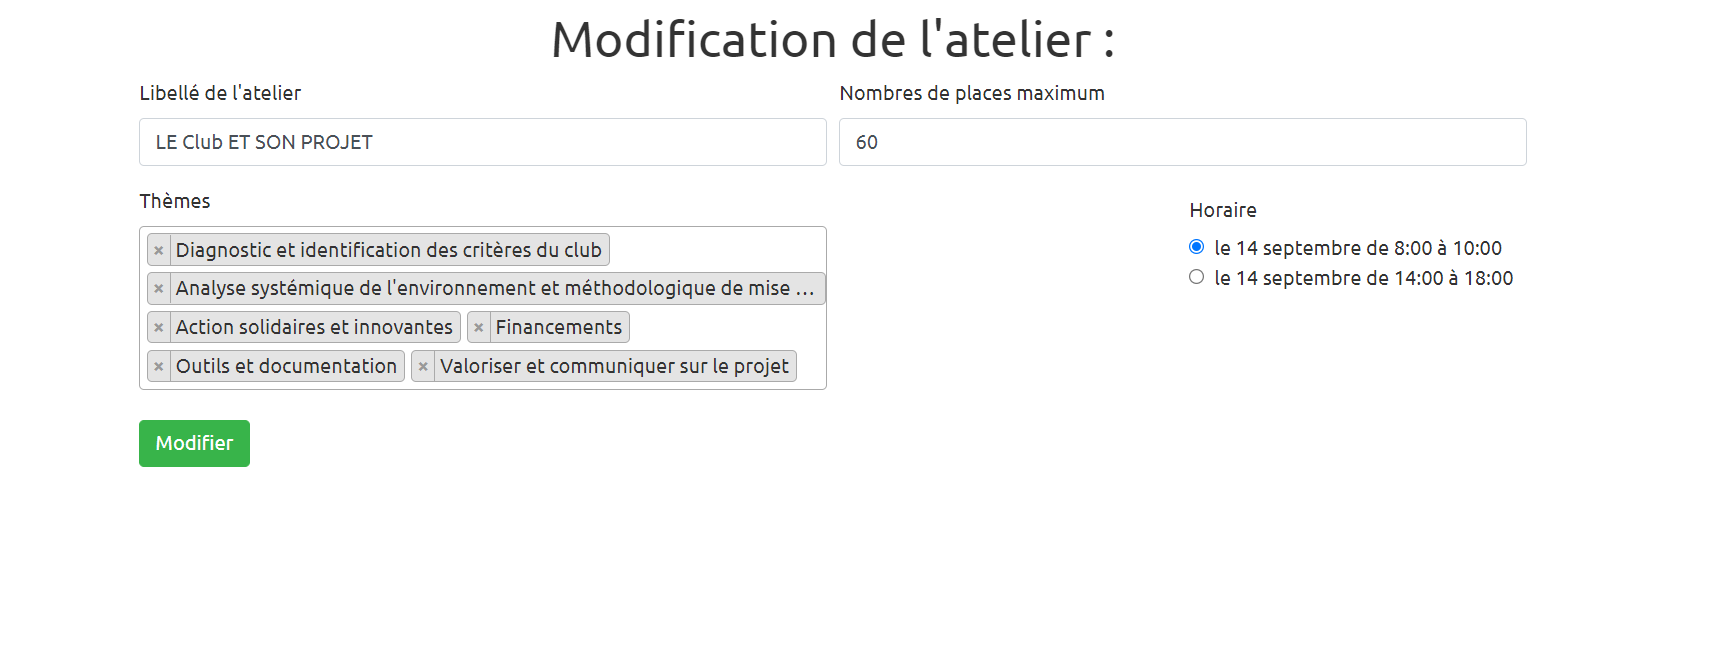 Modification de l'atelier :
Libellé de l'atelier
Nombres de places maximum
LE Club ET SON PROJET
60
Thèmes
× Diagnostic et identification des critères du club
× Analyse systémique de l'environnement et méthodologique de mise ...
× Action solidaires et innovantes × Financements
× Outils et documentation × Valoriser et communiquer sur le projet
Horaire
le 14 septembre de 8:00 à 10:00
le 14 septembre de 14:00 à 18:00
Modifier